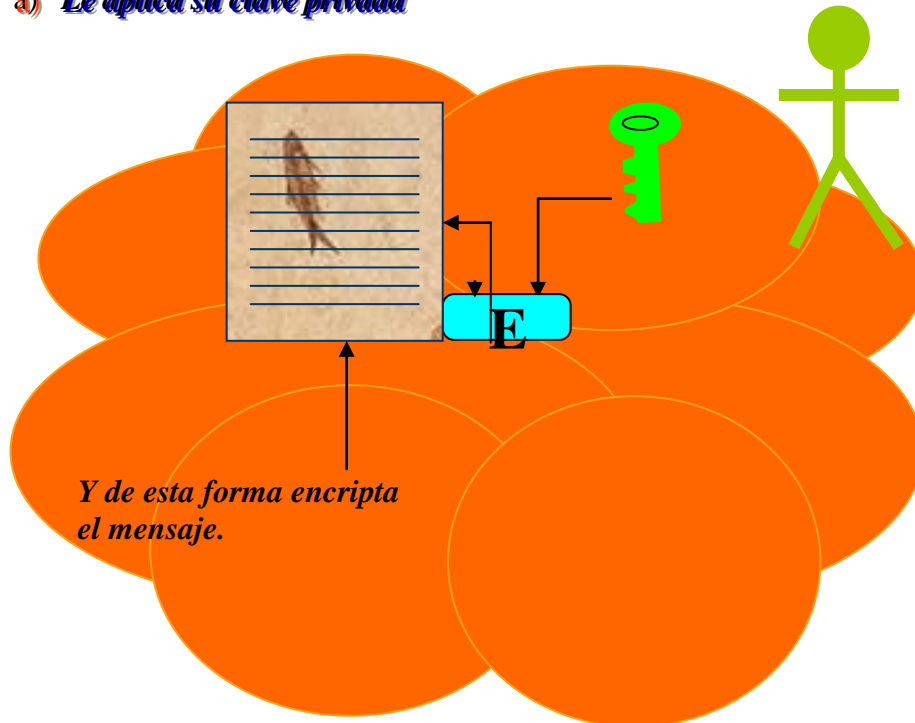 a) Le aplica su clave privada
E
Y de esta forma encripta
el mensaje.